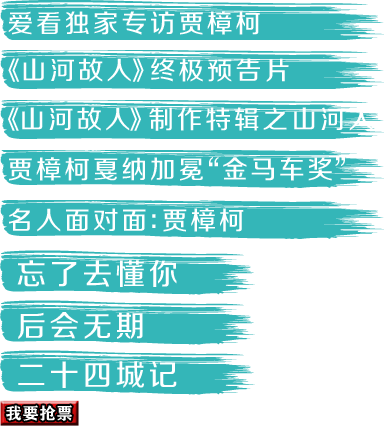 爱看独家专访贾樟柯
《山河故人》终极预告片
《山河故人》制作特辑之山河人
贾樟柯戛纳加冕“金马车奖”
名人面对面:贾樟柯
忘了去懂你
后会无期
二十四城记
我要抢票